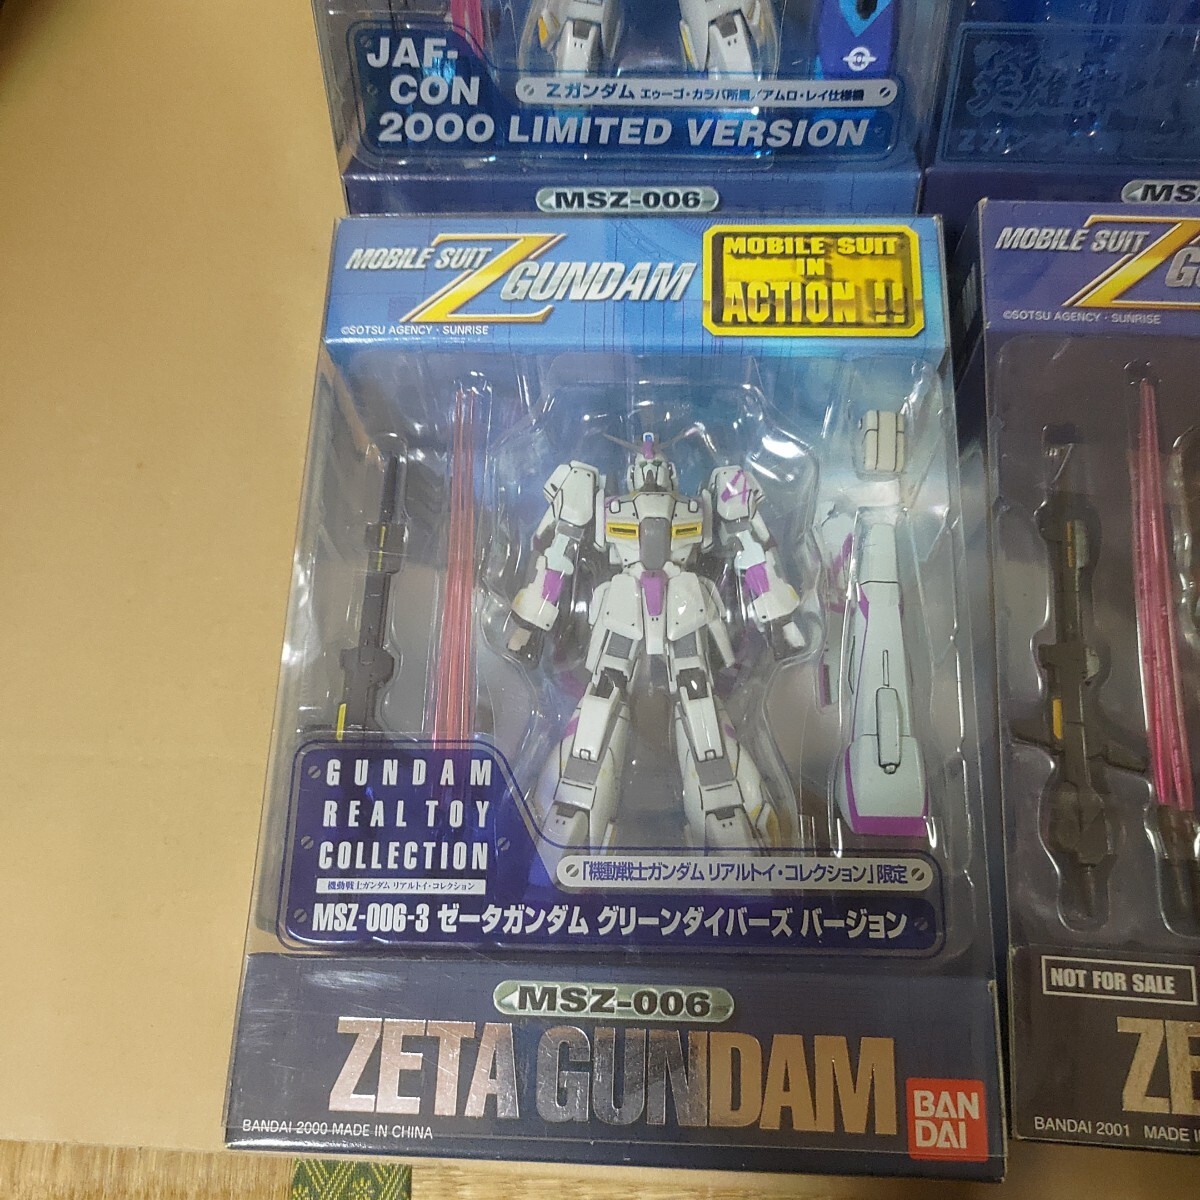 JAF-
CON
Zガンダム エゥーゴ・カラバ所属/アムロ・レイ仕様機
2000 LIMITED VERSION
MSZ-006
MOBILE SUIT
Z GUNDAM
©SOTSU AGENCY・SUNRISE
MOBILE SUIT
IN
ACTION !!
GUNDAM
REAL TOY
COLLECTION
機動戦士ガンダム リアルトイ・コレクション
「機動戦士ガンダム リアルトイ・コレクション」限定
MSZ-006-3 ゼータガンダム グリーンダイバーズ バージョン
MSZ-006
ZETA GUNDAM
BANDAI 2000 MADE IN CHINA
BAN
DAI
MS
MOBILE SUIT
G
©SOTSU AGENCY・SUNRISE
NOT FOR SALE
ZE
BANDAI 2001 MADE